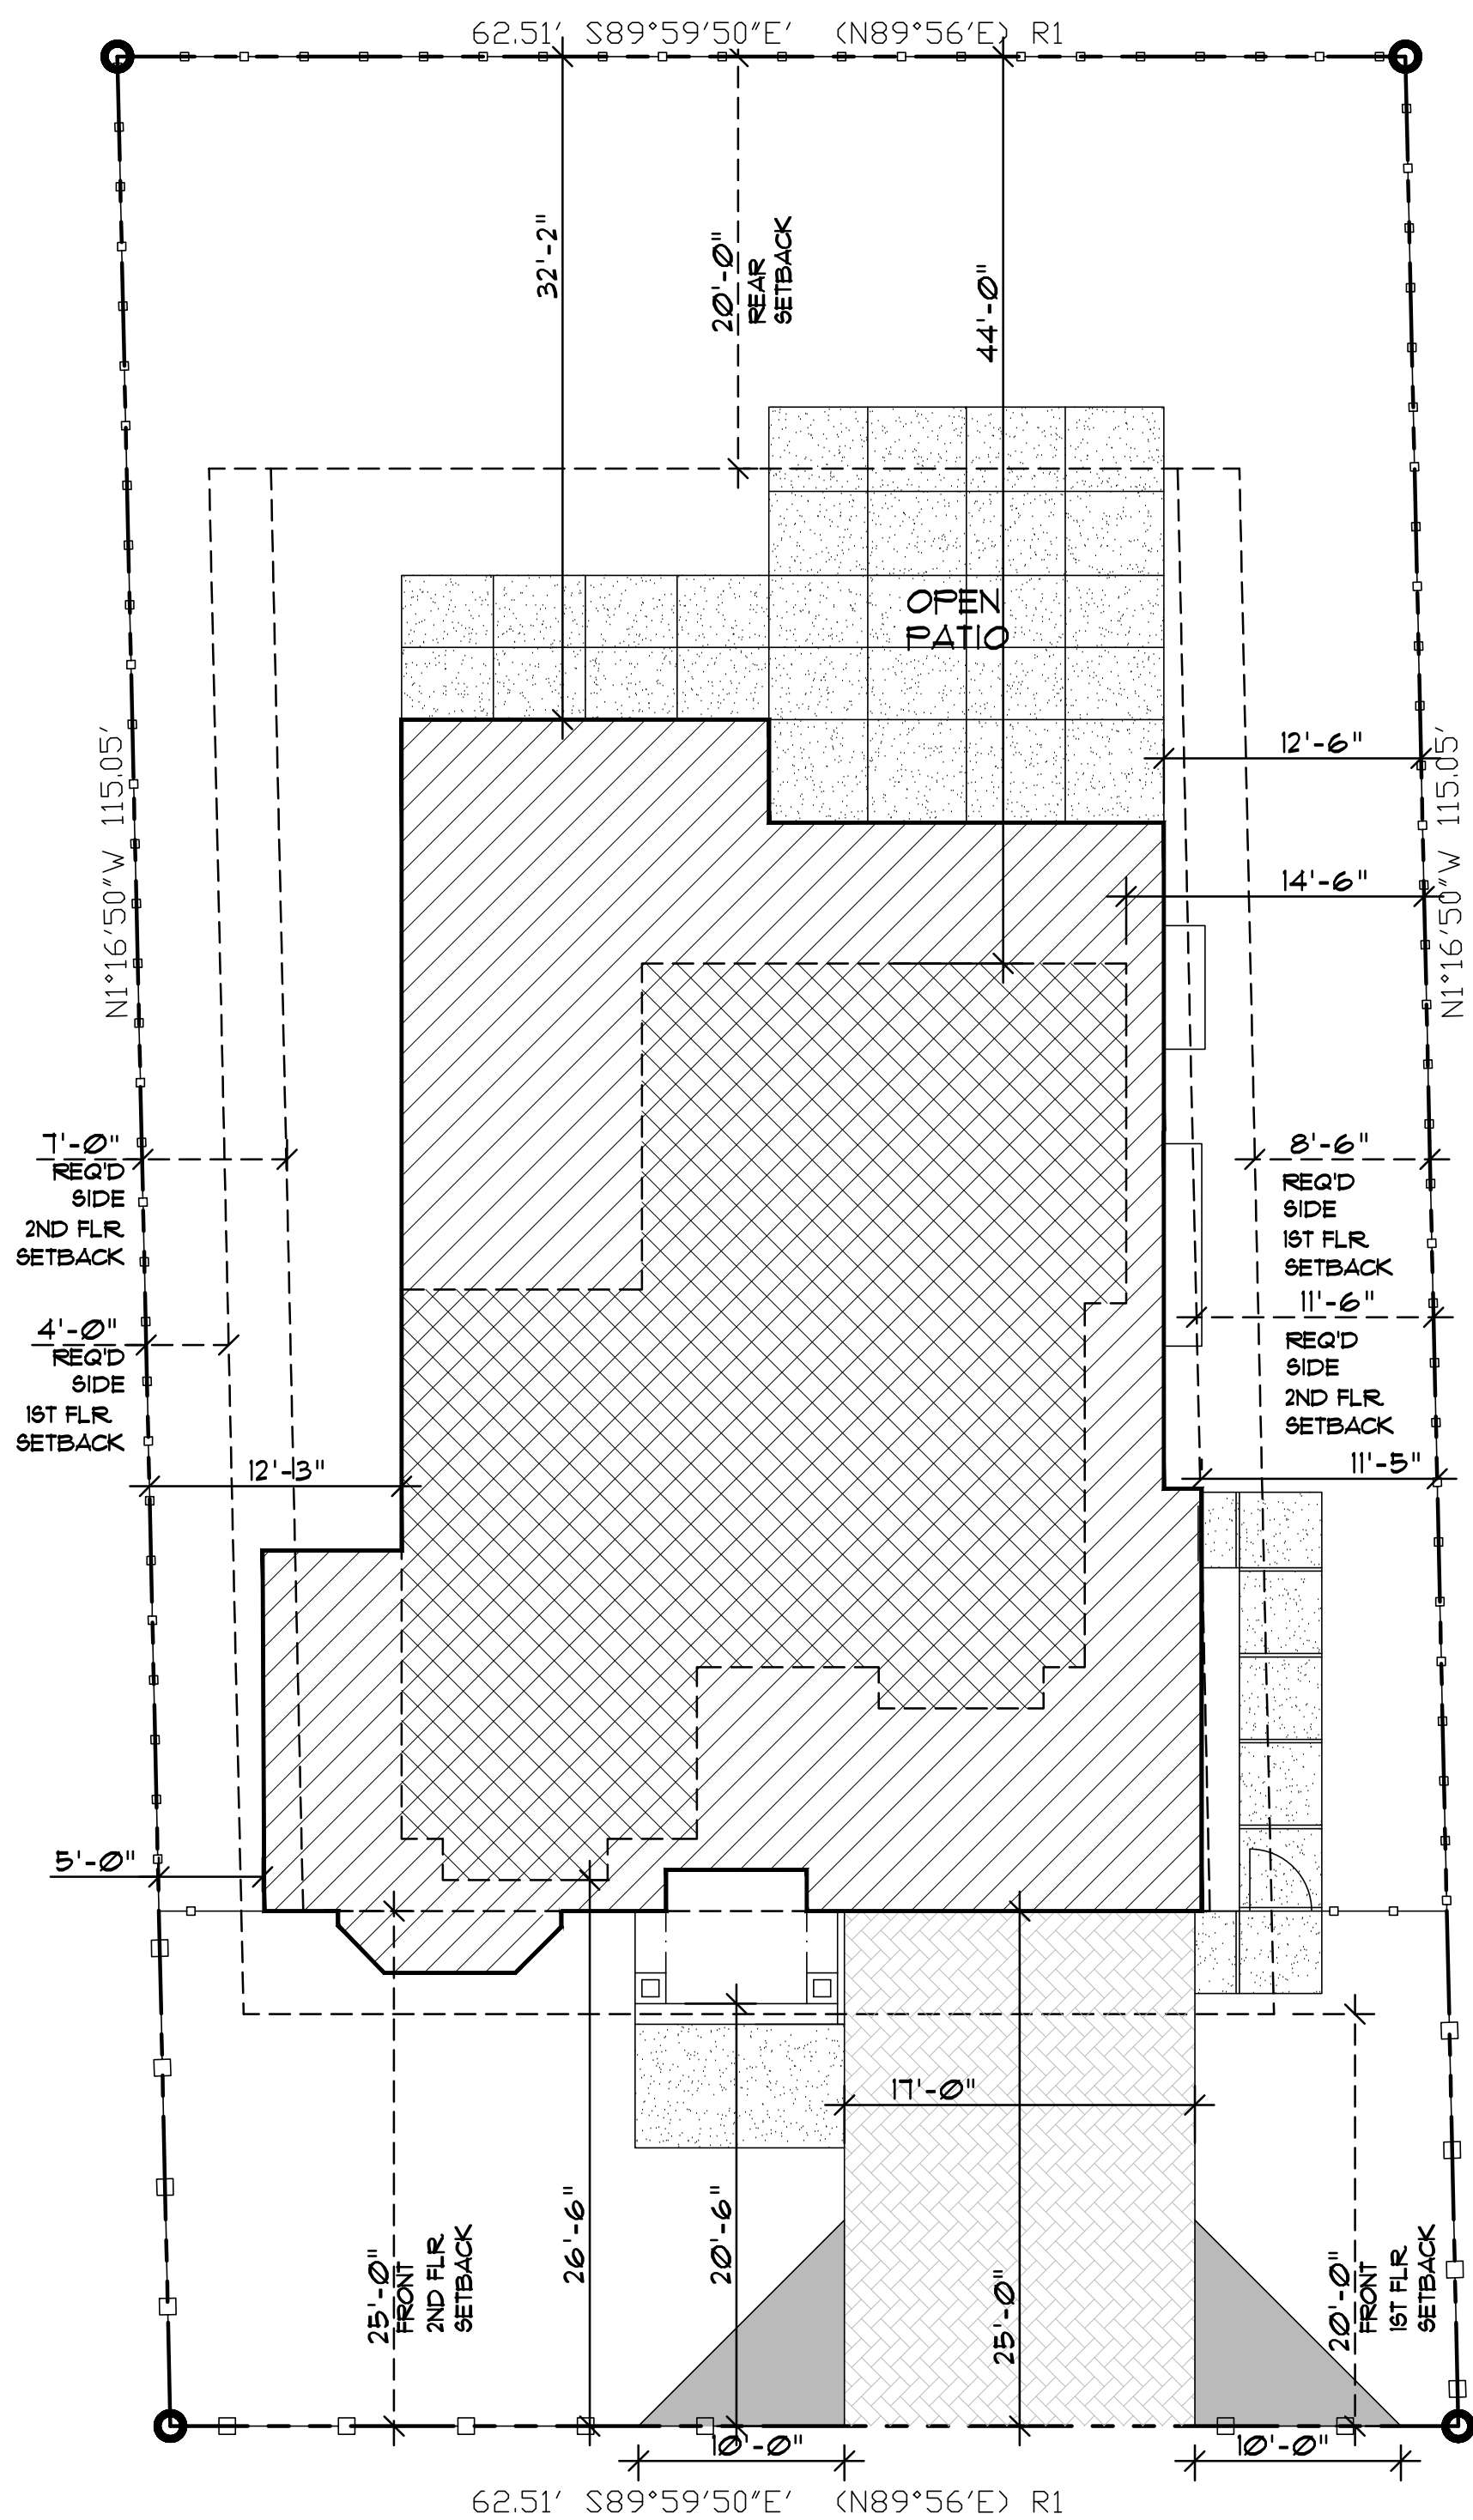 62.51' S89°59'50"E' (N89°56'E) R1
32'-2"
20'-0"
REAR
SETBACK
44'-0"
OPEN
PATIO
N1°16'50"W 115.05'
12'-6"
N1°16'50"W 115.05'
14'-6"
7'-0"
REQ'D
SIDE
2ND FLR
SETBACK
8'-6"
REQ'D
SIDE
1ST FLR
SETBACK
4'-0"
REQ'D
SIDE
1ST FLR
SETBACK
11'-6"
REQ'D
SIDE
2ND FLR
SETBACK
12'-3"
11'-5"
5'-0"
17'-0"
25'-0"
FRONT
2ND FLR
SETBACK
26'-6"
20'-6"
25'-0"
20'-0"
FRONT
1ST FLR
SETBACK
10'-0"
10'-0"
62.51' S89°59'50"E' (N89°56'E) R1